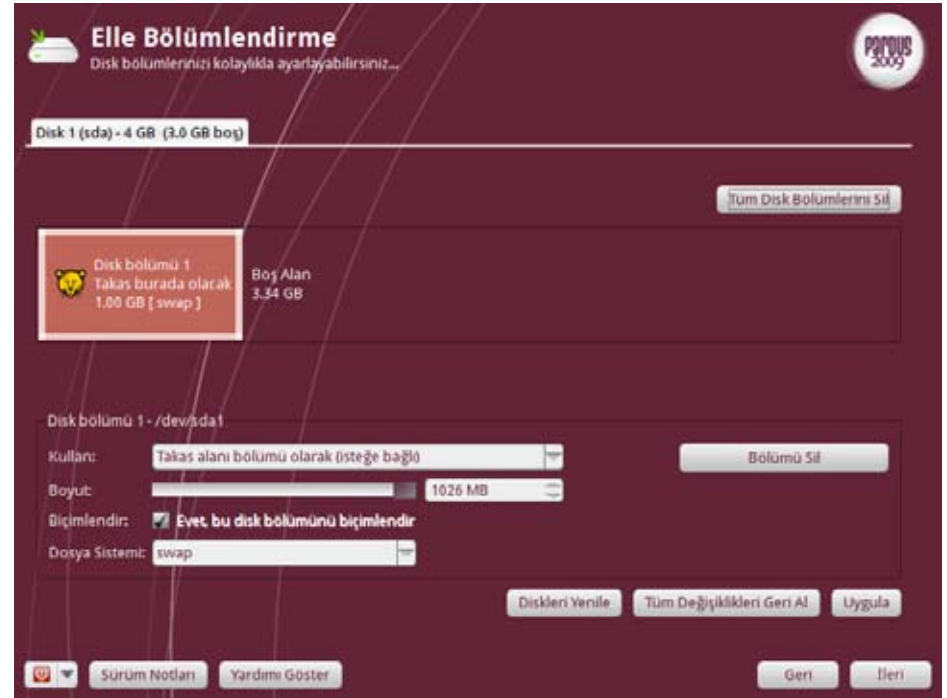 Elle Bölümlendirme
Disk bölümlerinizi kolaylıkla ayarlayabilirsiniz...
Pardus
2009
Disk 1 (sda) - 4 GB (3.0 GB boş)
Tüm Disk Bölümlerini Sil
Disk bölümü 1
Takas burada olacak
1.00 GB [ swap ]
Boş Alan
3.34 GB
Disk bölümü 1 - /dev/sda1
Kullan:
Takas alanı bölümü olarak (isteğe bağlı)
Bölümü Sil
Boyut:
1026 MB
Biçimlendir:
Evet, bu disk bölümünü biçimlendir
Dosya Sistemi:
swap
Diskleri Yenile
Tüm Değişiklikleri Geri Al
Uygula
Sürüm Notları
Yardımı Göster
Geri
İleri